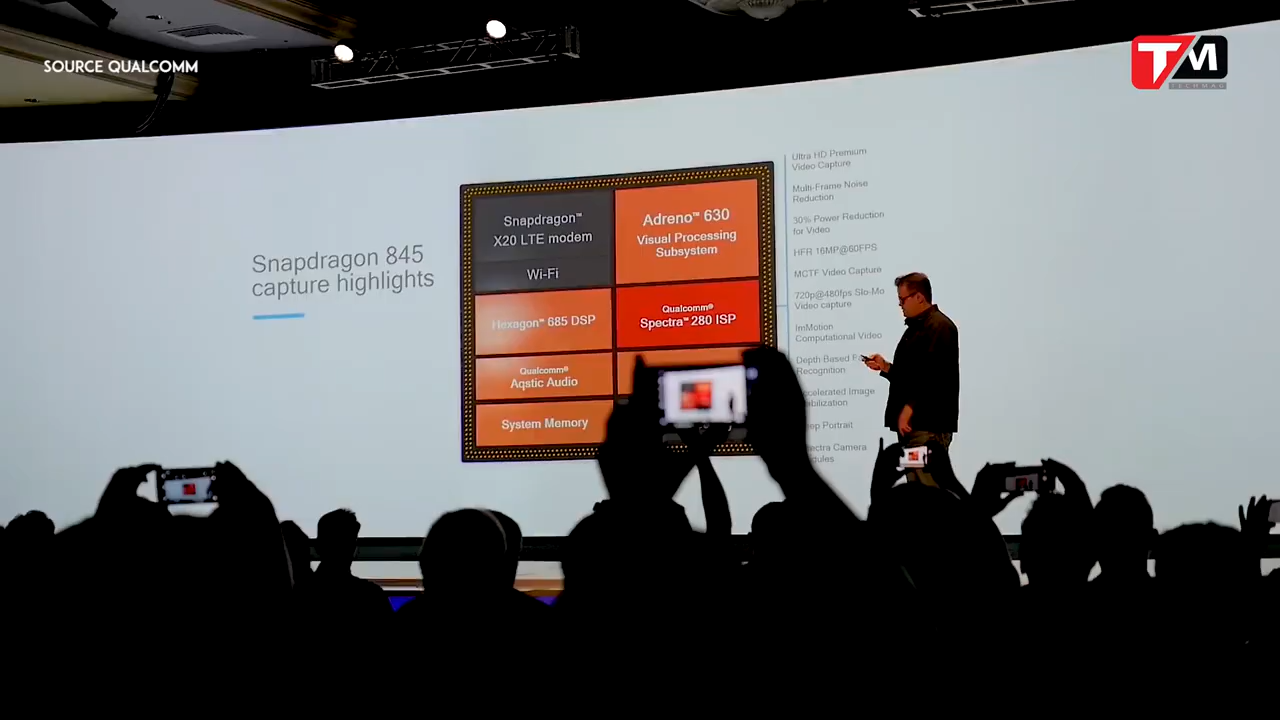 SOURCE QUALCOMM
TM
TECHMAG
Snapdragon 845
capture highlights
Snapdragon™
X20 LTE modem
Wi-Fi
Adreno™ 630
Visual Processing
Subsystem
Hexagon™ 685 DSP
Qualcomm®
Spectra™ 280 ISP
Qualcomm®
Aqstic Audio
System Memory
Ultra HD Premium
Video Capture
Multi-Frame Noise
Reduction
30% Power Reduction
for Video
HFR 16MP@60FPS
MCTF Video Capture
720p@480fps Slo-Mo
Video capture
ImMotion
Computational Video
Depth Based
Recognition
Image
Portrait
Camera